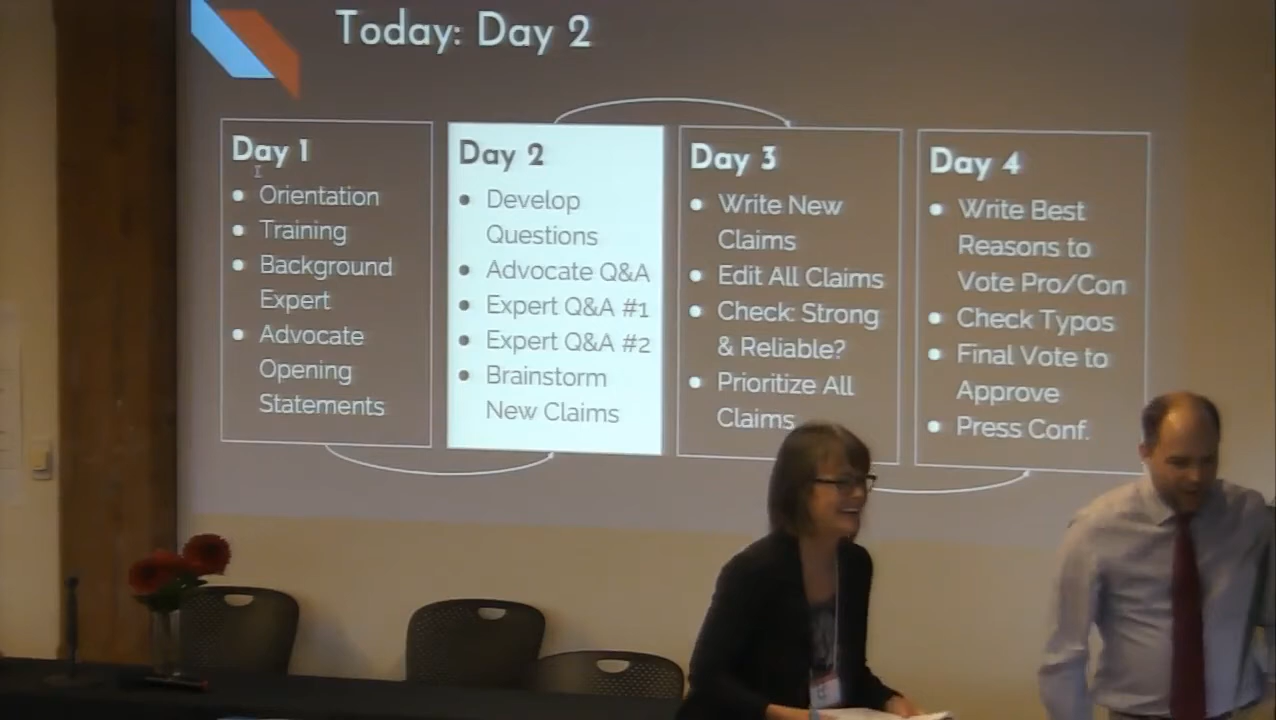 Today: Day 2
Day 1
Orientation
Training
Background
Expert
Advocate
Opening
Statements
Day 2
Develop
Questions
Advocate Q&A
Expert Q&A #1
Expert Q&A #2
Brainstorm
New Claims
Day 3
Write New
Claims
Edit All Claims
Check: Strong
& Reliable?
Prioritize All
Claims
Day 4
Write Best
Reasons to
Vote Pro/Con
Check Typos
Final Vote to
Approve
Press Conf.